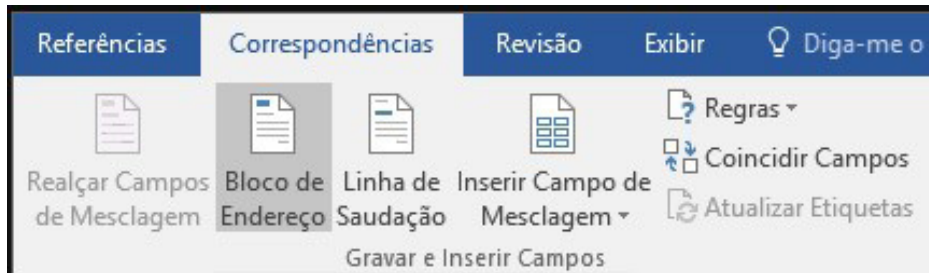 Referências Correspondências Revisão Exibir Diga-me o
Realçar Campos de Mesclagem
Bloco de Endereço
Linha de Saudação
Inserir Campo de Mesclagem
Regras
Coincidir Campos
Atualizar Etiquetas
Gravar e Inserir Campos